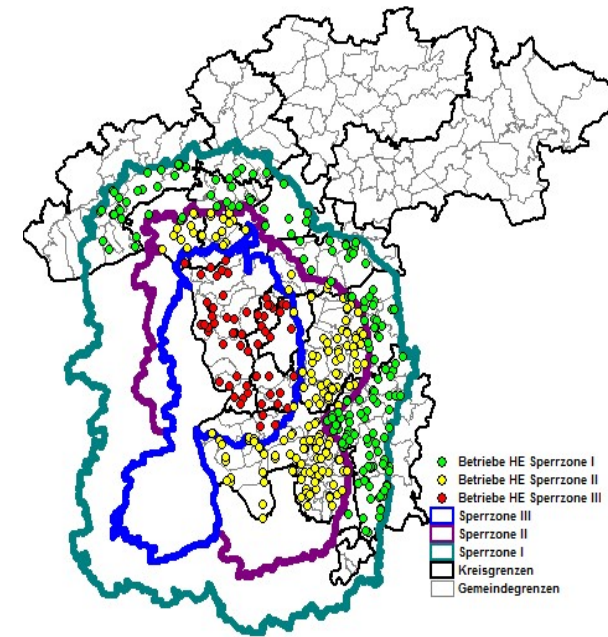 Betriebe HE Sperrzone I
Betriebe HE Sperrzone II
Betriebe HE Sperrzone III
Sperrzone III
Sperrzone II
Sperrzone I
Kreisgrenzen
Gemeindegrenzen